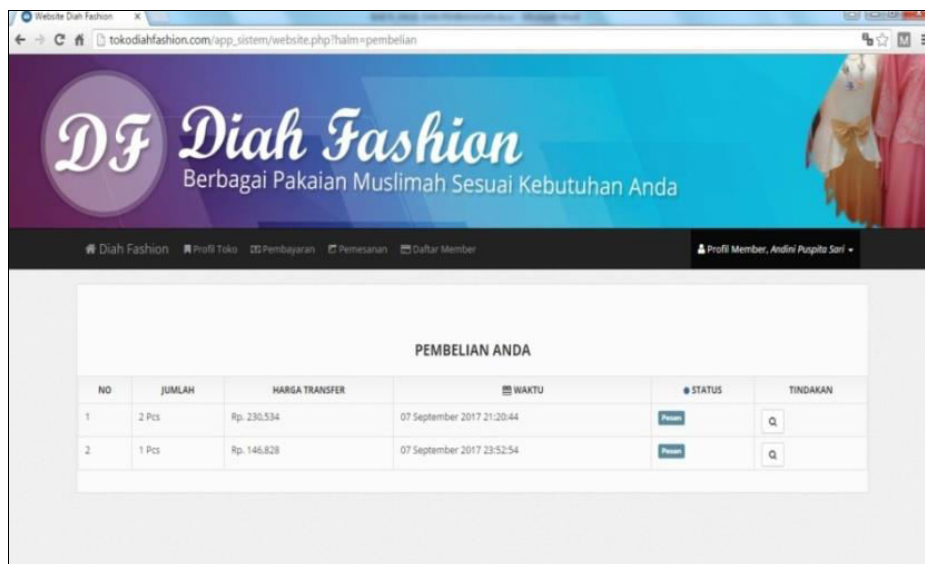 Website Diah Fashion
tokodiahfashion.com/app_sistem/website.php?halm=pembelian
DF Diah Fashion
Berbagai Pakaian Muslimah Sesuai Kebutuhan Anda
Diah Fashion Profil Toko Pembayaran Pemesanan Daftar Member Profil Member, Andini Puspita Sari
PEMBELIAN ANDA
NO JUMLAH HARGA TRANSFER WAKTU STATUS TINDAKAN
1 2 Pcs Rp. 230,534 07 September 2017 21:20:44 Pesan
2 1 Pcs Rp. 146,828 07 September 2017 23:52:54 Pesan